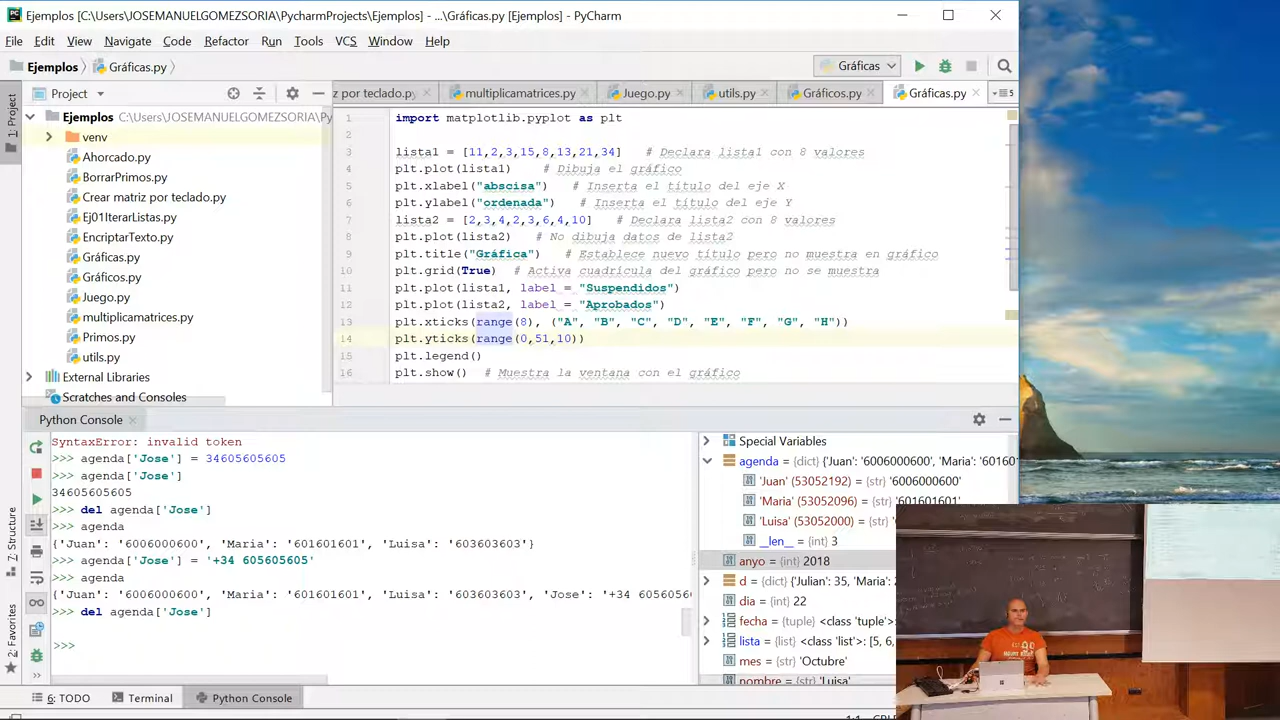 Ejemplos [C:\Users\JOSEMANUELGOMEZSORIA\PycharmProjects\Ejemplos] - ...\Gráficas.py [Ejemplos] - PyCharm
File Edit View Navigate Code Refactor Run Tools VCS Window Help
Ejemplos Gráficas.py Gráficas
Project z por teclado.py multiplicamatrices.py Juego.py utils.py Gráficos.py Gráficas.py 5
1: Project
Ejemplos C:\Users\JOSEMANUELGOMEZSORIA\Py
venv
Ahorcado.py
BorrarPrimos.py
Crear matriz por teclado.py
Ej01IterarListas.py
EncriptarTexto.py
Gráficas.py
Gráficos.py
Juego.py
multiplicamatrices.py
Primos.py
utils.py
External Libraries
Scratches and Consoles
1 import matplotlib.pyplot as plt
2
3 lista1 = [11,2,3,15,8,13,21,34] # Declara lista1 con 8 valores
4 plt.plot(lista1) # Dibuja el gráfico
5 plt.xlabel("abscisa") # Inserta el título del eje X
6 plt.ylabel("ordenada") # Inserta el título del eje Y
7 lista2 = [2,3,4,2,3,6,4,10] # Declara lista2 con 8 valores
8 plt.plot(lista2) # No dibuja datos de lista2
9 plt.title("Gráfica") # Establece nuevo título pero no muestra en gráfico
10 plt.grid(True) # Activa cuadrícula del gráfico pero no se muestra
11 plt.plot(lista1, label = "Suspendidos")
12 plt.plot(lista2, label = "Aprobados")
13 plt.xticks(range(8), ("A", "B", "C", "D", "E", "F", "G", "H"))
14 plt.yticks(range(0,51,10))
15 plt.legend()
16 plt.show() # Muestra la ventana con el gráfico
Python Console
SyntaxError: invalid token
>>> agenda['Jose'] = 34605605605
>>> agenda['Jose']
34605605605
>>> del agenda['Jose']
>>> agenda
{'Juan': '6006000600', 'Maria': '601601601', 'Luisa': '603603603'}
>>> agenda['Jose'] = '+34 605605605'
>>> agenda
{'Juan': '6006000600', 'Maria': '601601601', 'Luisa': '603603603', 'Jose': '+34 6056056
>>> del agenda['Jose']
>>>
Special Variables
agenda = {dict} {'Juan': '6006000600', 'Maria': '60160
'Juan' (53052192) = {str} '6006000600'
'Maria' (53052096) = {str} '601601601'
'Luisa' (53052000) = {str} '
__len__ = {int} 3
anyo = {int} 2018
d = {dict} {'Julian': 35, 'Maria':
dia = {int} 22
fecha = {tuple} <class 'tuple'>:
lista = {list} <class 'list'>: [5, 6,
mes = {str} 'Octubre'
nombre = {str} 'Luisa'
Z: Structure
2: Favorites
6: TODO Terminal Python Console
1:1